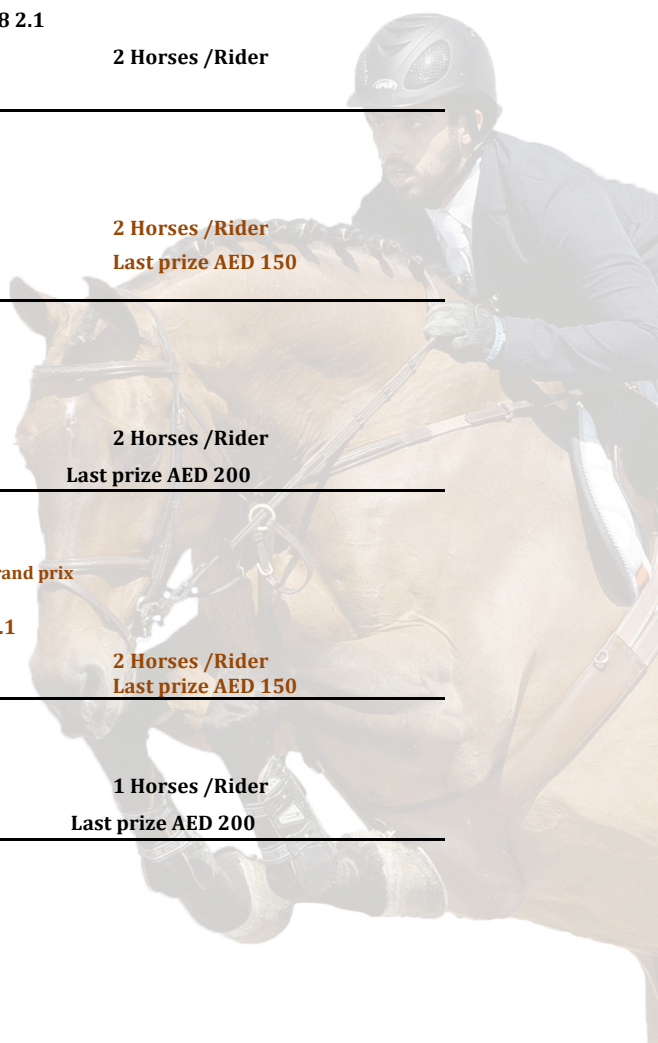 8 2.1
2 Horses /Rider
2 Horses /Rider
Last prize AED 150
2 Horses /Rider
Last prize AED 200
rand prix
.1
2 Horses /Rider
Last prize AED 150
1 Horses /Rider
Last prize AED 200